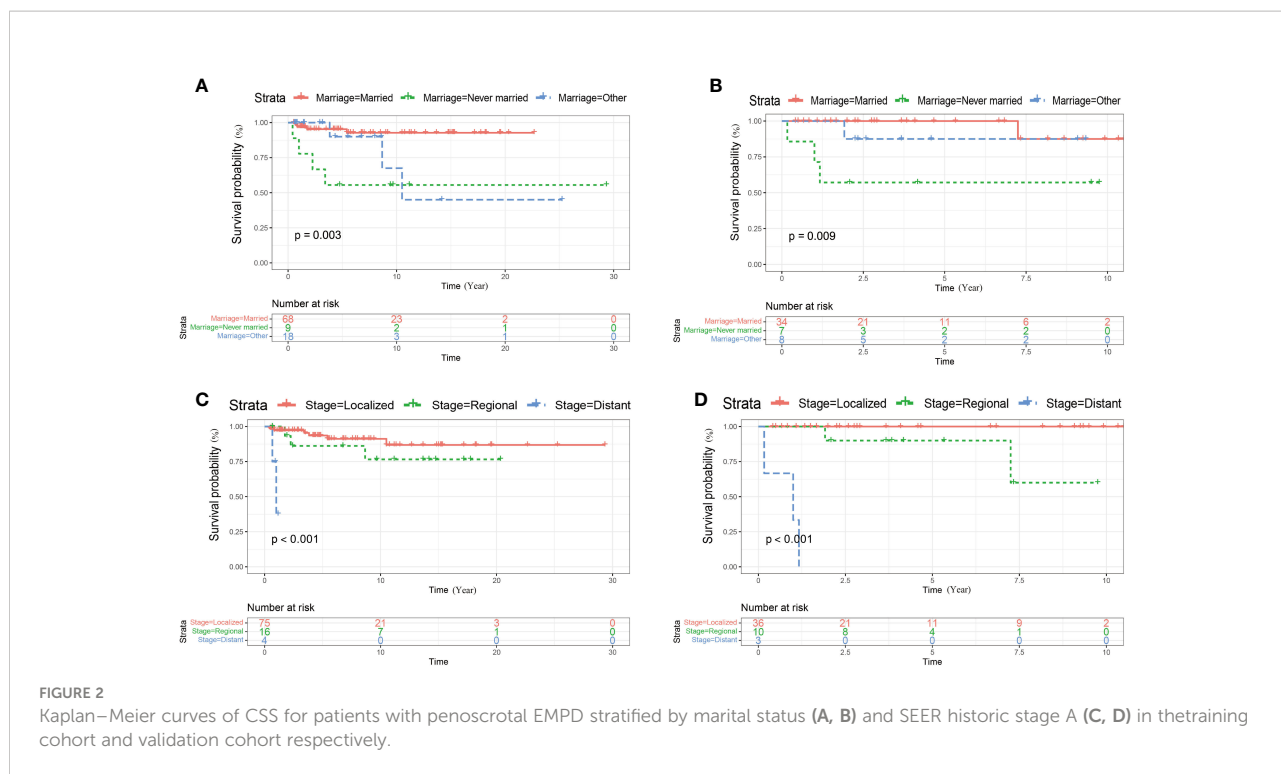 A
Strata Marriage=Married Marriage=Never married Marriage=Other
Survival probability (%)
1.00
0.75
0.50
0.25
0.00
p = 0.003
0 10 20 30
Time (Year)
Number at risk
Strata
Marriage=Married 68 23 2 0
Marriage=Never married 9 2 1 0
Marriage=Other 18 3 1 0
0 10 20 30
Time
B
Strata Marriage=Married Marriage=Never married Marriage=Other
Survival probability (%)
1.00
0.75
0.50
0.25
0.00
p = 0.009
0 2.5 5 7.5 10
Time (Year)
Number at risk
Strata
Marriage=Married 34 21 11 6 2
Marriage=Never married 7 3 2 2 0
Marriage=Other 8 5 2 2 0
0 2.5 5 7.5 10
Time
C
Strata Stage=Localized Stage=Regional Stage=Distant
Survival probability (%)
1.00
0.75
0.50
0.25
0.00
p < 0.001
0 10 20 30
Time (Year)
Number at risk
Strata
Stage=Localized 75 21 3 0
Stage=Regional 16 7 1 0
Stage=Distant 4 0 0 0
0 10 20 30
Time
D
Strata Stage=Localized Stage=Regional Stage=Distant
Survival probability (%)
1.00
0.75
0.50
0.25
0.00
p < 0.001
0 2.5 5 7.5 10
Time (Year)
Number at risk
Strata
Stage=Localized 36 21 11 9 2
Stage=Regional 10 8 4 1 0
Stage=Distant 3 0 0 0 0
0 2.5 5 7.5 10
Time
FIGURE 2
Kaplan–Meier curves of CSS for patients with penoscrotal EMPD stratified by marital status (A, B) and SEER historic stage A (C, D) in thetraining
cohort and validation cohort respectively.